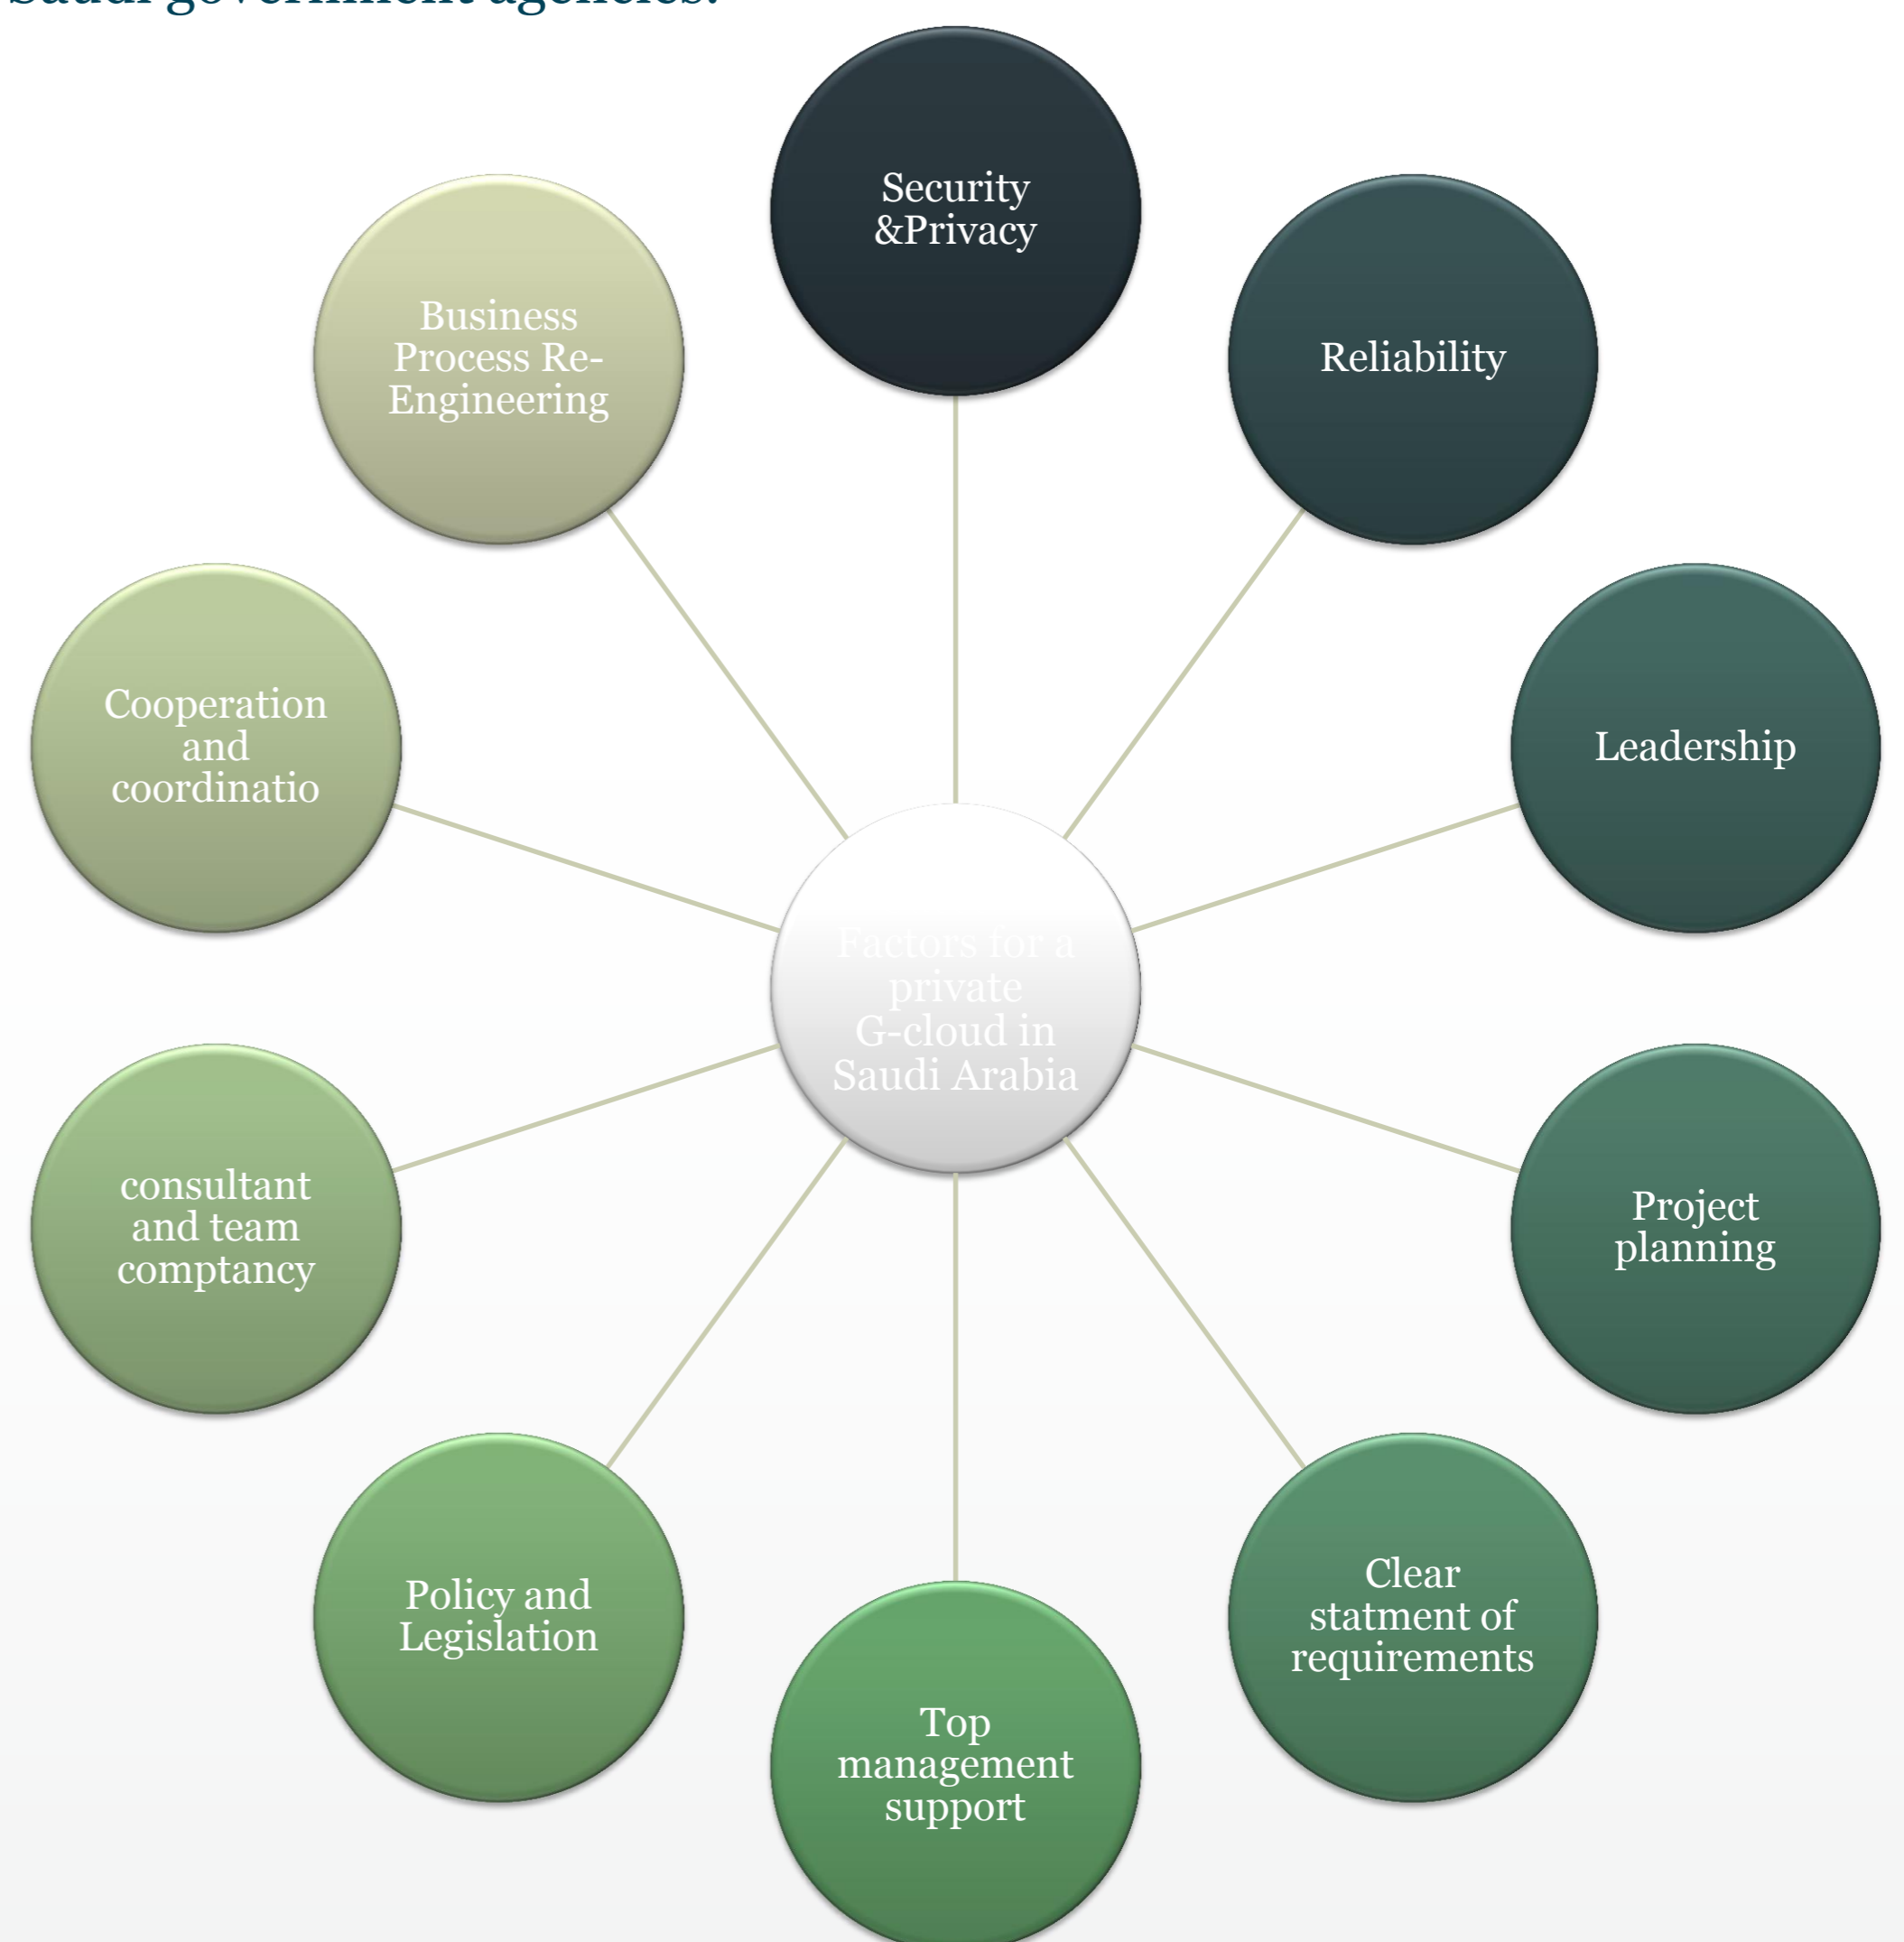 Saudi government agencies.
Security
&Privacy
Reliability
Leadership
Project
planning
Clear
statment of
requirements
Top
management
support
Policy and
Legislation
consultant
and team
comptancy
Cooperation
and
coordinatio
Business
Process Re-
Engineering
Factors for a
private
G-cloud in
Saudi Arabia